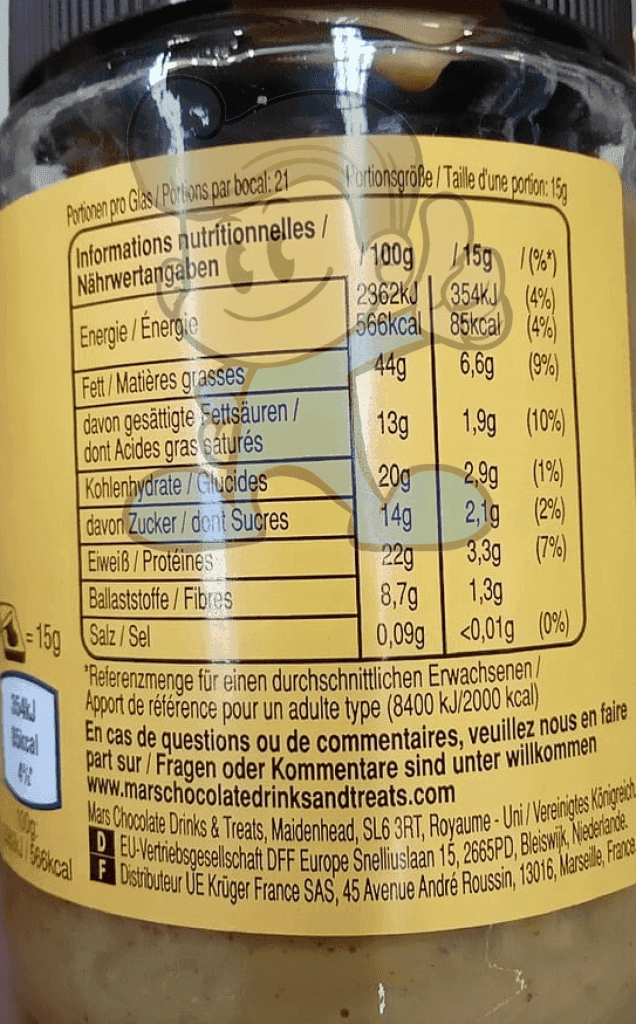 Portionen pro Glas / Portions par bocal: 21 Portionsgröße / Taille d'une portion: 15g
Informations nutritionnelles /
Nährwertangaben / 100g / 15g / (%*)
Energie / Énergie 2362kJ 354kJ (4%)
566kcal 85kcal (4%)
Fett / Matières grasses 44g 6,6g (9%)
davon gesättigte Fettsäuren /
dont Acides gras saturés 13g 1,9g (10%)
Kohlenhydrate / Glucides 20g 2,9g (1%)
davon Zucker / dont Sucres 14g 2,1g (2%)
Eiweiß / Protéines 22g 3,3g (7%)
Ballaststoffe / Fibres 8,7g 1,3g
Salz / Sel 0,09g <0,01g (0%)
= 15g
*Referenzmenge für einen durchschnittlichen Erwachsenen /
Apport de référence pour un adulte type (8400 kJ/2000 kcal)
En cas de questions ou de commentaires, veuillez nous en faire
part sur / Fragen oder Kommentare sind unter willkommen
www.marschocolatedrinksandtreats.com
Mars Chocolate Drinks & Treats, Maidenhead, SL6 3RT, Royaume - Uni / Vereinigtes Königreich
D EU-Vertriebsgesellschaft DFF Europe Snelliuslaan 15, 2665PD, Bleiswijk, Niederlande.
F Distributeur UE Krüger France SAS, 45 Avenue André Roussin, 13016, Marseille, France
354kJ
85kcal
4%
100g:
/ 566kcal